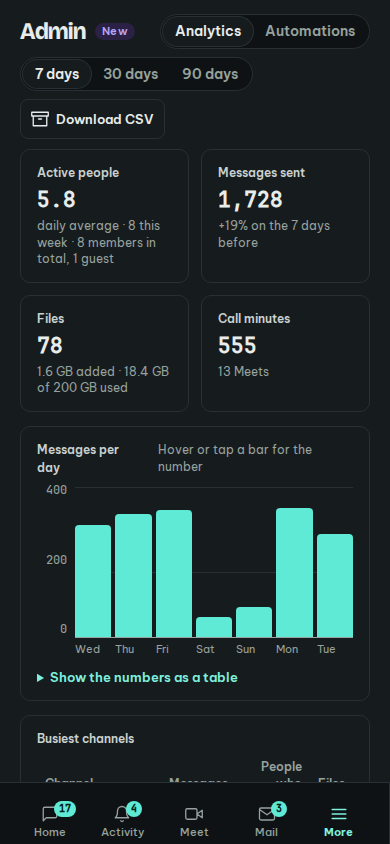 Admin New Analytics Automations
7 days 30 days 90 days
Download CSV
Active people
5.8
daily average · 8 this
week · 8 members in
total, 1 guest
Messages sent
1,728
+19% on the 7 days
before
Files
78
1.6 GB added · 18.4 GB
of 200 GB used
Call minutes
555
13 Meets
Messages per
day
Hover or tap a bar for the
number
400
200
0
Wed Thu Fri Sat Sun Mon Tue
Show the numbers as a table
Busiest channels
People
Channel Messages who Files
17 4 3
Home Activity Meet Mail More